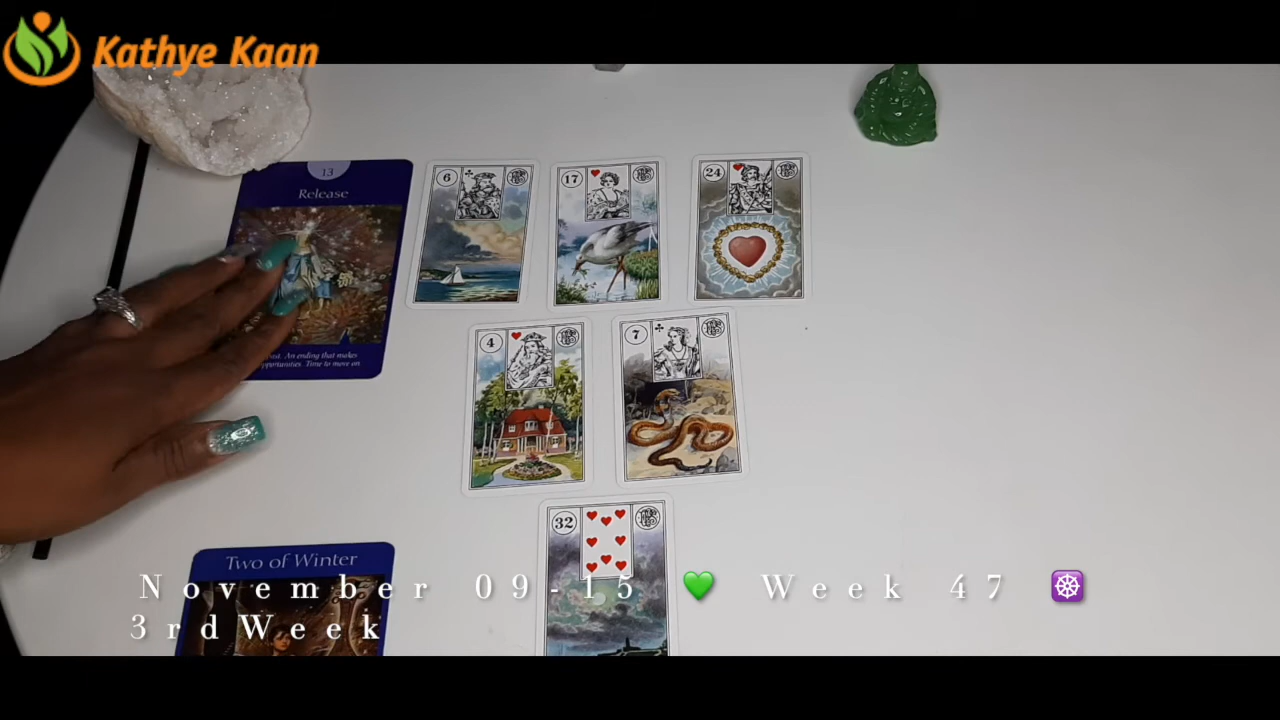 Kathye Kaan
13
Release
An ending that makes
opportunities. Time to move on
6
17
24
4
7
32
Two of Winter
November 09-15 💚 Week 47 ☸️
3rdWeek